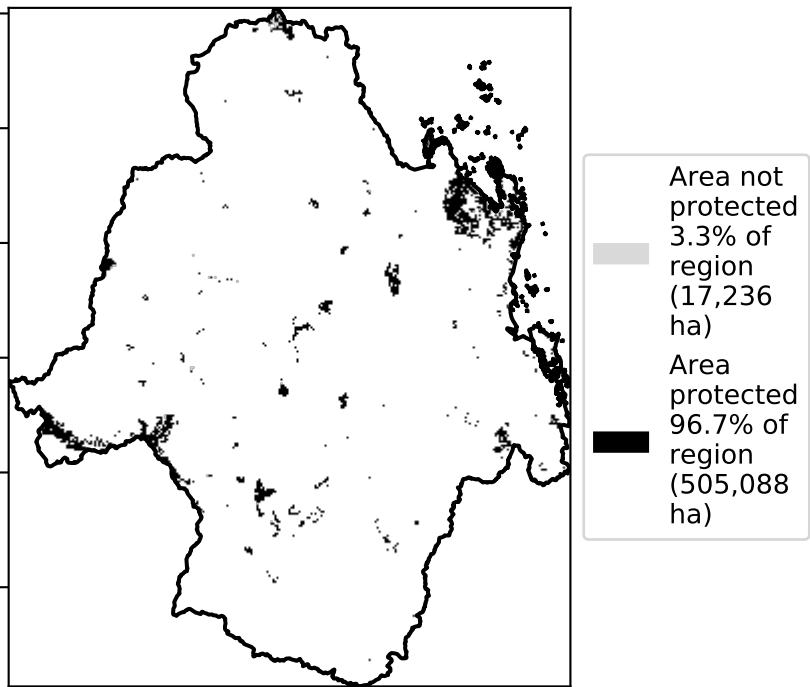 Area not
protected
3.3% of
region
(17,236
ha)
Area
protected
96.7% of
region
(505,088
ha)